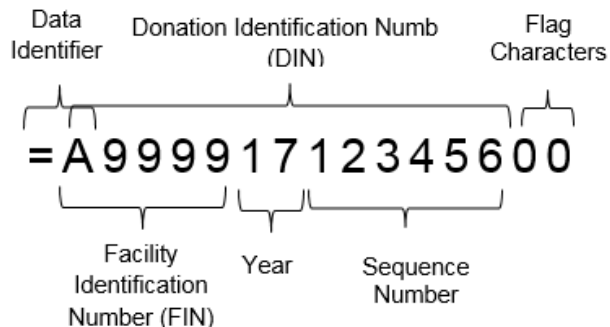 Data
Identifier
Donation Identification Numb
(DIN)
Flag
Characters
=A99991712345600
Facility
Identification
Number (FIN)
Year
Sequence
Number